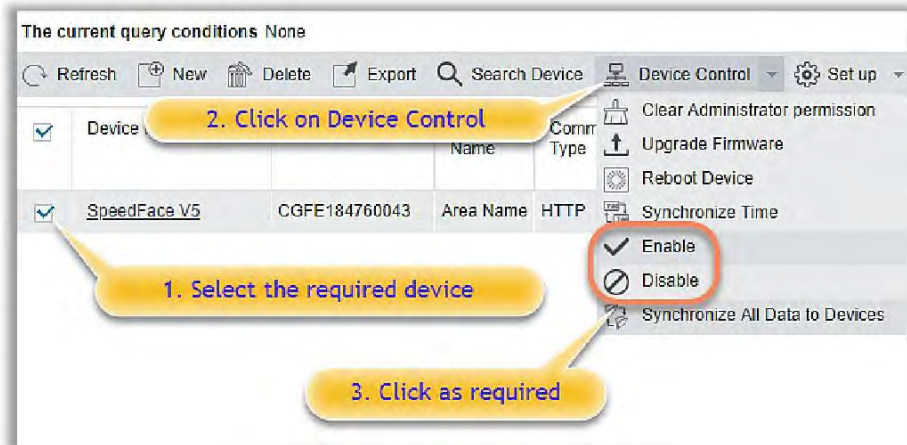 The current query conditions None
Refresh New Delete Export Search Device Device Control Set up
2. Click on Device Control
Clear Administrator permission
Device
Name
Type
Upgrade Firmware
Reboot Device
SpeedFace V5 CGFE184760043 Area Name HTTP
Synchronize Time
Enable
1. Select the required device
Disable
Synchronize All Data to Devices
3. Click as required